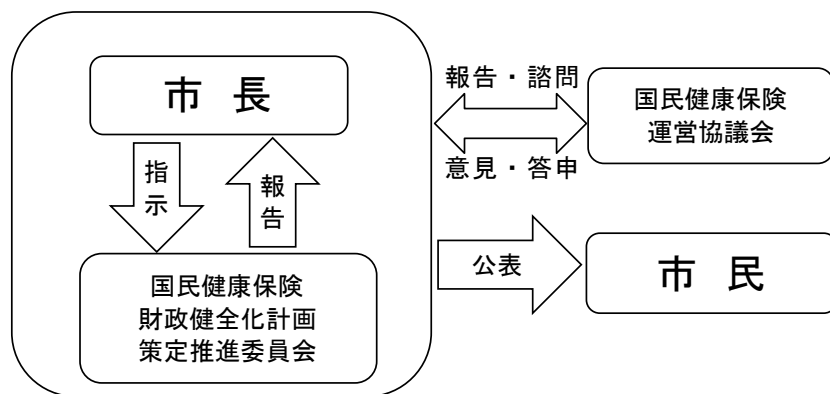 市 長
指示
報告
国民健康保険
財政健全化計画
策定推進委員会
報告・諮問
意見・答申
国民健康保険
運営協議会
公表
市 民